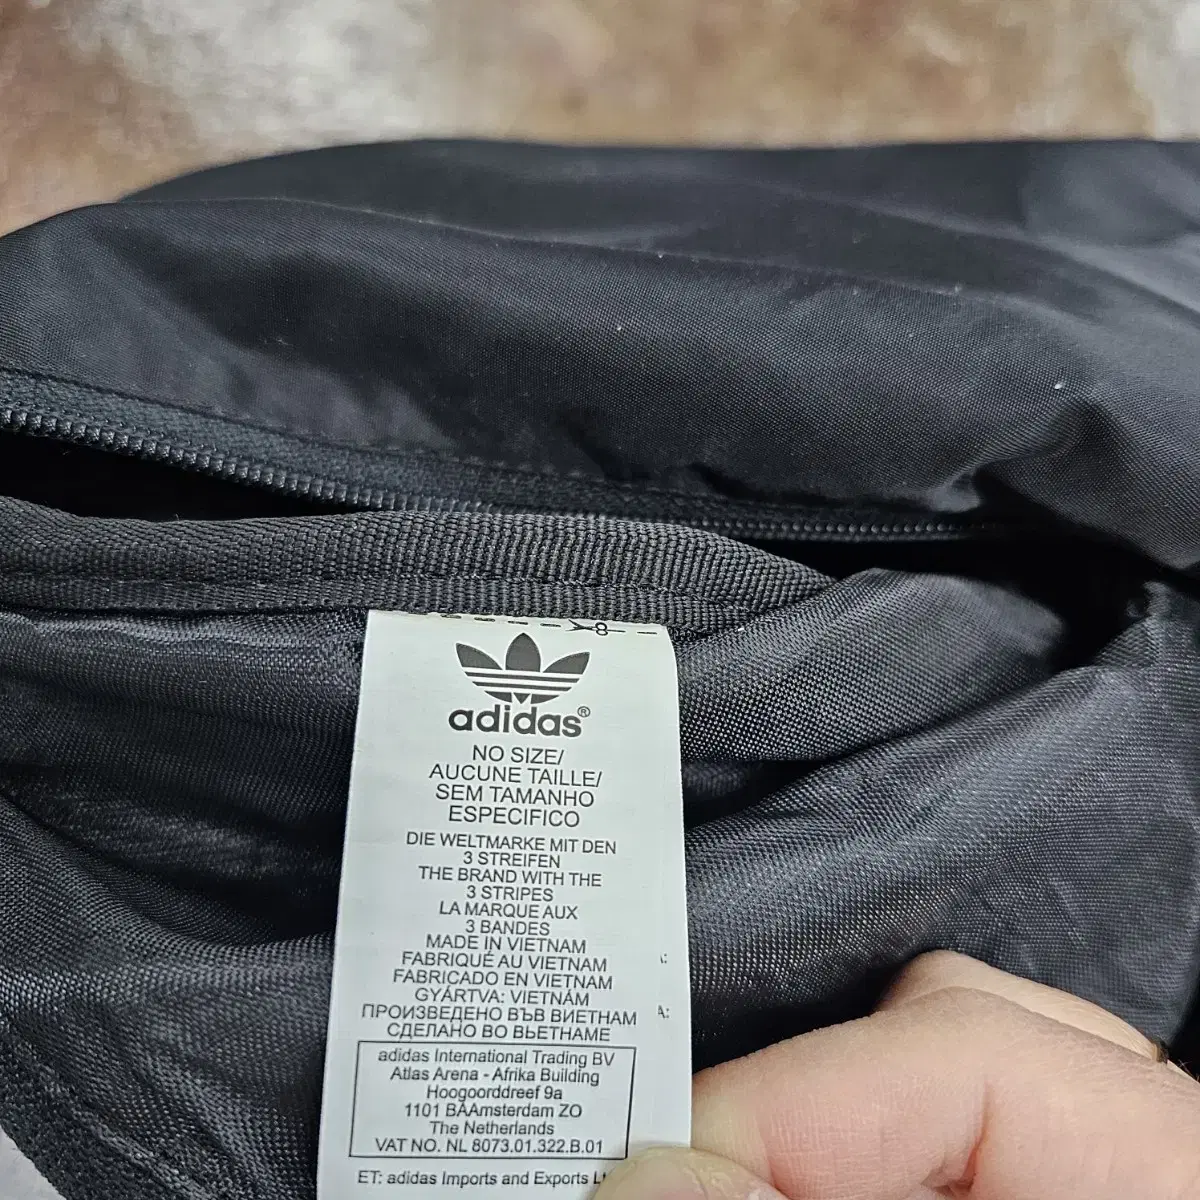 adidas®
NO SIZE/
AUCUNE TAILLE/
SEM TAMANHO
ESPECIFICO
DIE WELTMARKE MIT DEN
3 STREIFEN
THE BRAND WITH THE
3 STRIPES
LA MARQUE AUX
3 BANDES
MADE IN VIETNAM
FABRIQUÉ AU VIETNAM
FABRICADO EN VIETNAM
GYÁRTVA: VIETNÁM
ПРОИЗВЕДЕНО ВЪВ ВИЕТНАМ
СДЕЛАНО ВО ВЬЕТНАМЕ
adidas International Trading BV
Atlas Arena - Afrika Building
Hoogoorddreef 9a
1101 BAAmsterdam ZO
The Netherlands
VAT NO. NL 8073.01.322.B.01
ET: adidas Imports and Exports